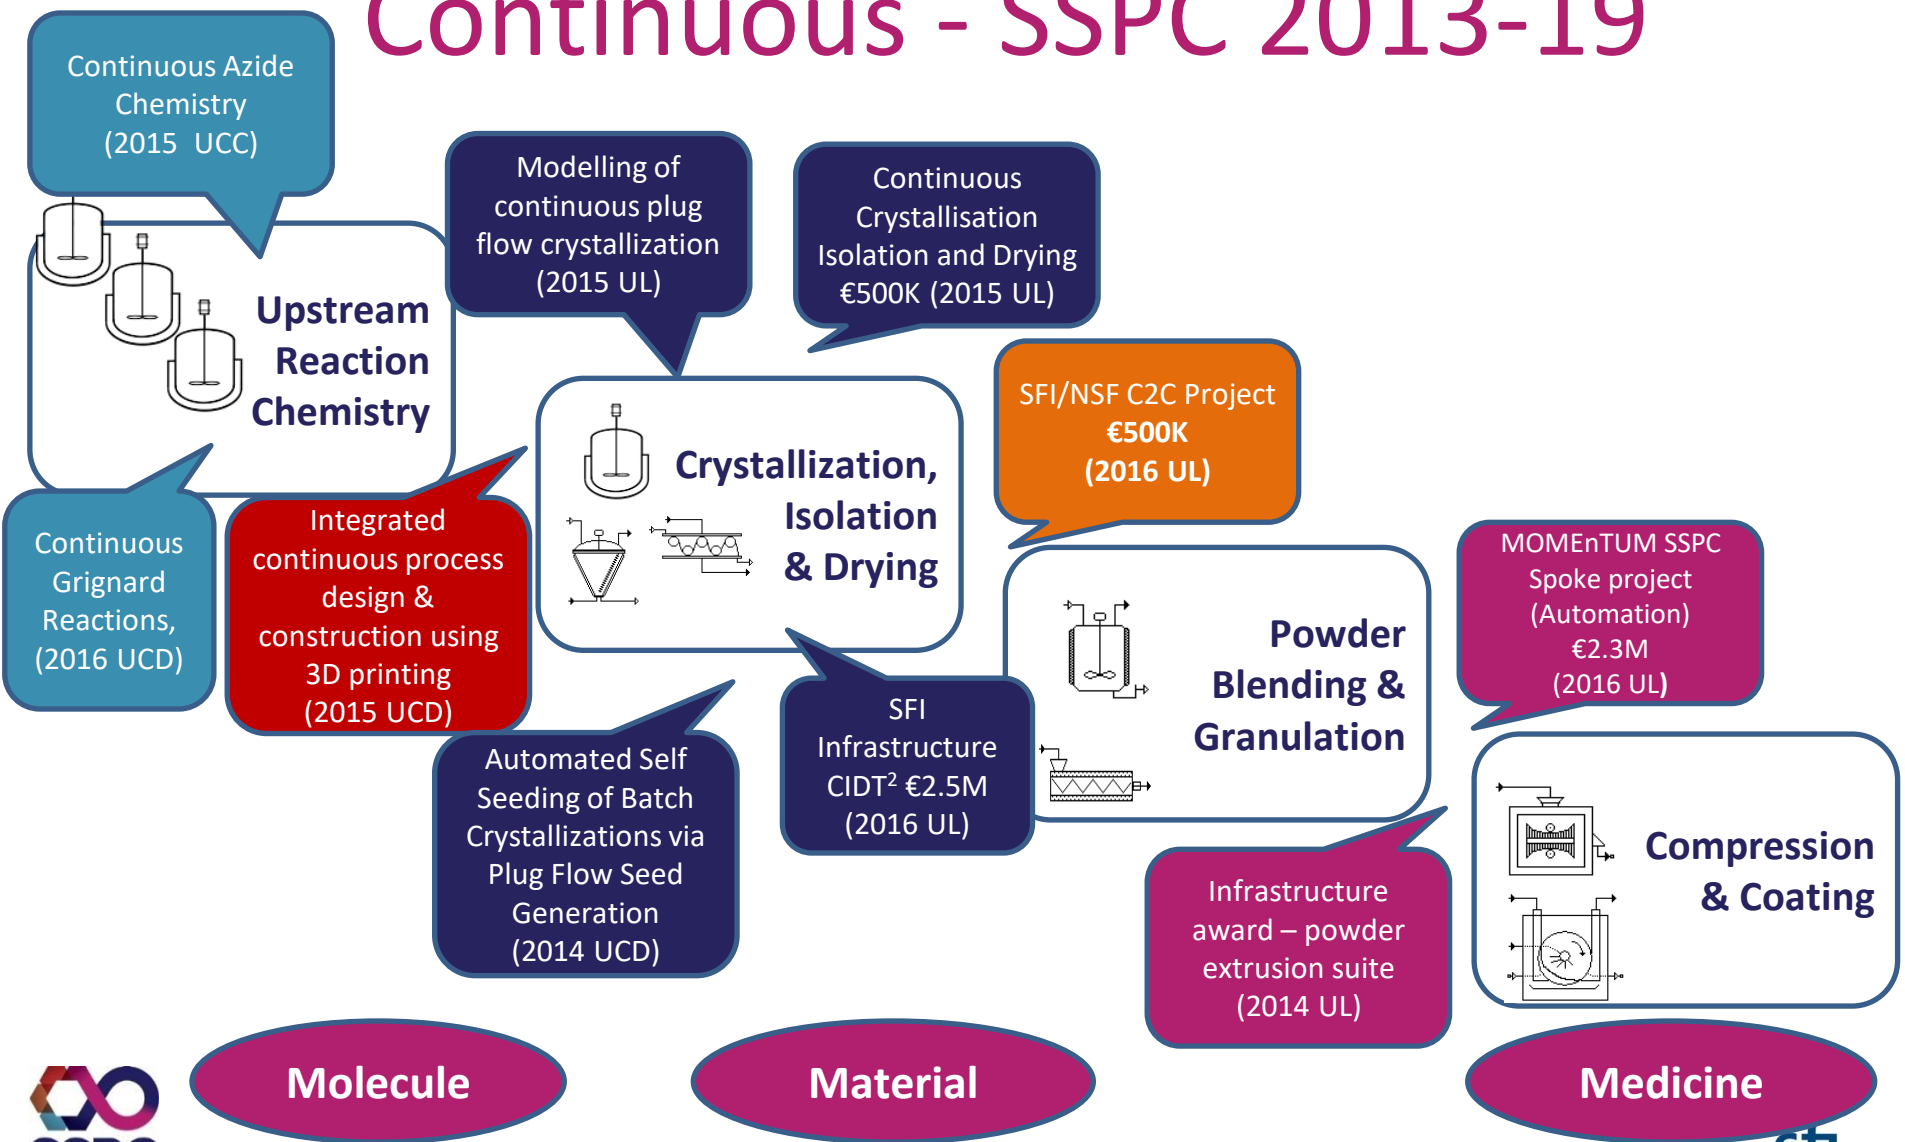 Continuous - SSPC 2013-19
Continuous Azide
Chemistry
(2015 UCC)
Modelling of
continuous plug
flow crystallization
(2015 UL)
Continuous
Crystallisation
Isolation and Drying
€500K (2015 UL)
Upstream
Reaction
Chemistry
SFI/NSF C2C Project
€500K
(2016 UL)
Crystallization,
Isolation
& Drying
Continuous
Grignard
Reactions,
(2016 UCD)
Integrated
continuous process
design &
construction using
3D printing
(2015 UCD)
MOMEnTUM SSPC
Spoke project
(Automation)
€2.3M
(2016 UL)
Powder
Blending &
Granulation
Automated Self
Seeding of Batch
Crystallizations via
Plug Flow Seed
Generation
(2014 UCD)
SFI
Infrastructure
CIDT² €2.5M
(2016 UL)
Infrastructure
award – powder
extrusion suite
(2014 UL)
Compression
& Coating
Molecule
Material
Medicine